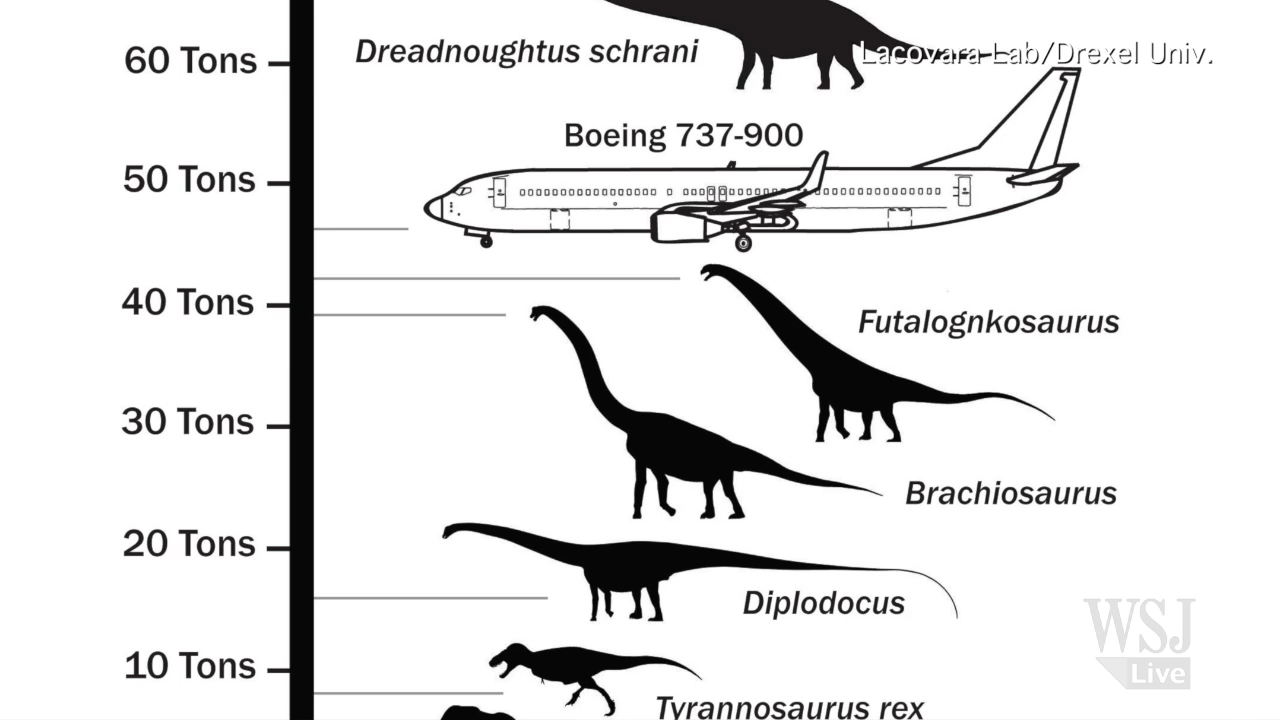 60 Tons
Dreadnoughtus schrani
Lacovara Lab/Drexel Univ.
Boeing 737-900
50 Tons
40 Tons
Futalognkosaurus
30 Tons
Brachiosaurus
20 Tons
Diplodocus
WSJ
Live
10 Tons
Tyrannosaurus rex